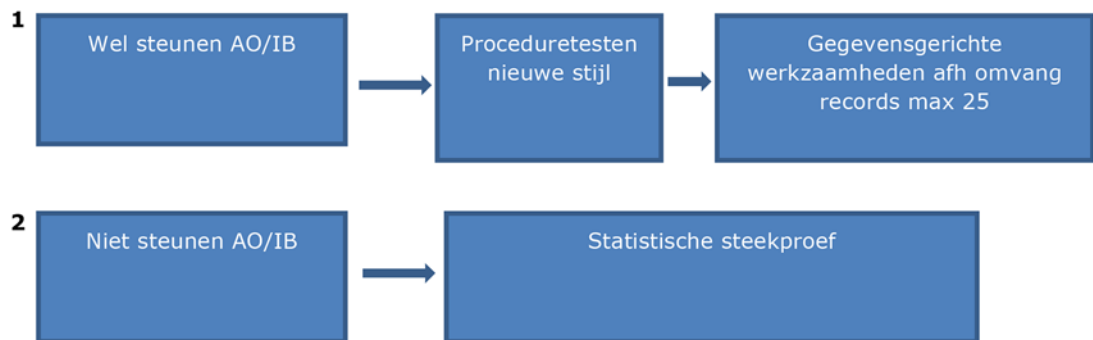 1
Wel steunen AO/IB
Proceduretesten
nieuwe stijl
Gegevensgerichte
werkzaamheden afh omvang
records max 25
2
Niet steunen AO/IB
Statistische steekproef